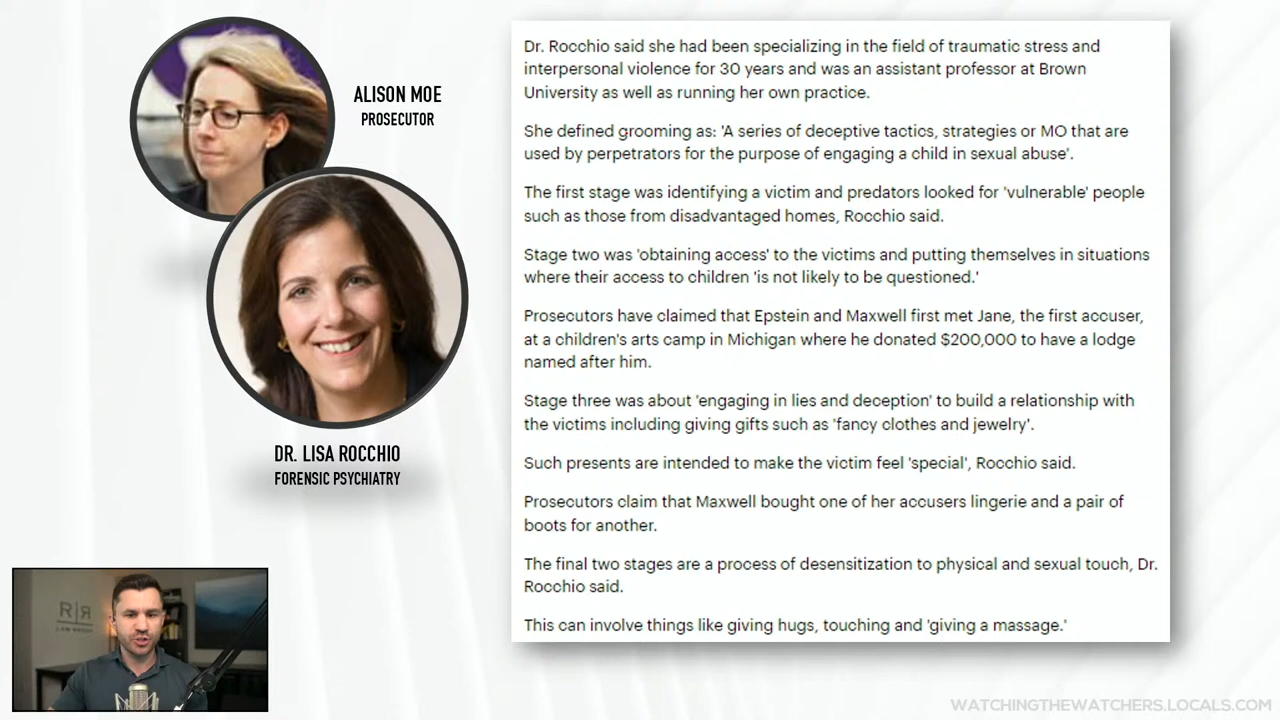 ALISON MOE
PROSECUTOR
DR. LISA ROCCHIO
FORENSIC PSYCHIATRY
Dr. Rocchio said she had been specializing in the field of traumatic stress and
interpersonal violence for 30 years and was an assistant professor at Brown
University as well as running her own practice.
She defined grooming as: 'A series of deceptive tactics, strategies or MO that are
used by perpetrators for the purpose of engaging a child in sexual abuse'.
The first stage was identifying a victim and predators looked for 'vulnerable' people
such as those from disadvantaged homes, Rocchio said.
Stage two was 'obtaining access' to the victims and putting themselves in situations
where their access to children 'is not likely to be questioned.'
Prosecutors have claimed that Epstein and Maxwell first met Jane, the first accuser,
at a children's arts camp in Michigan where he donated $200,000 to have a lodge
named after him.
Stage three was about 'engaging in lies and deception' to build a relationship with
the victims including giving gifts such as 'fancy clothes and jewelry'.
Such presents are intended to make the victim feel 'special', Rocchio said.
Prosecutors claim that Maxwell bought one of her accusers lingerie and a pair of
boots for another.
The final two stages are a process of desensitization to physical and sexual touch, Dr.
Rocchio said.
This can involve things like giving hugs, touching and 'giving a massage.'
WATCHINGTHEWATCHERS.LOCALS.COM